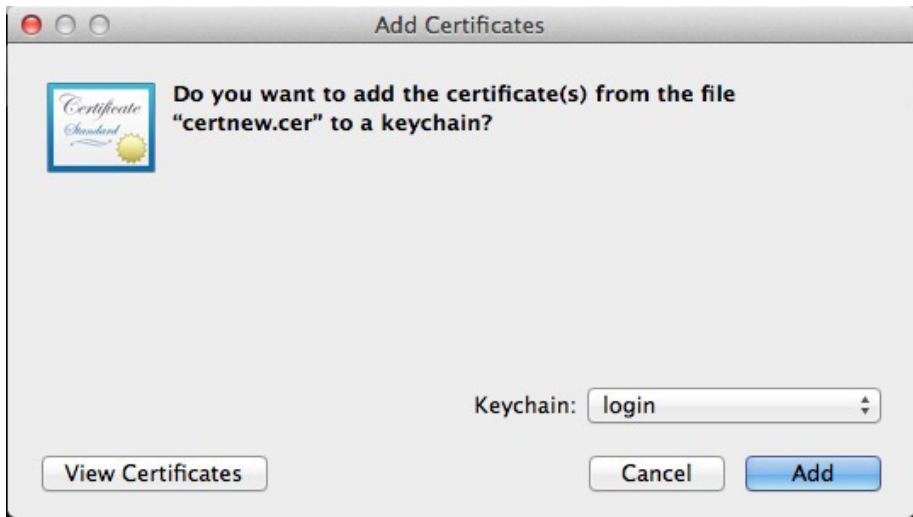 Add Certificates
Certificate
Standard
Do you want to add the certificate(s) from the file
“certnew.cer” to a keychain?
Keychain: login
View Certificates Cancel Add